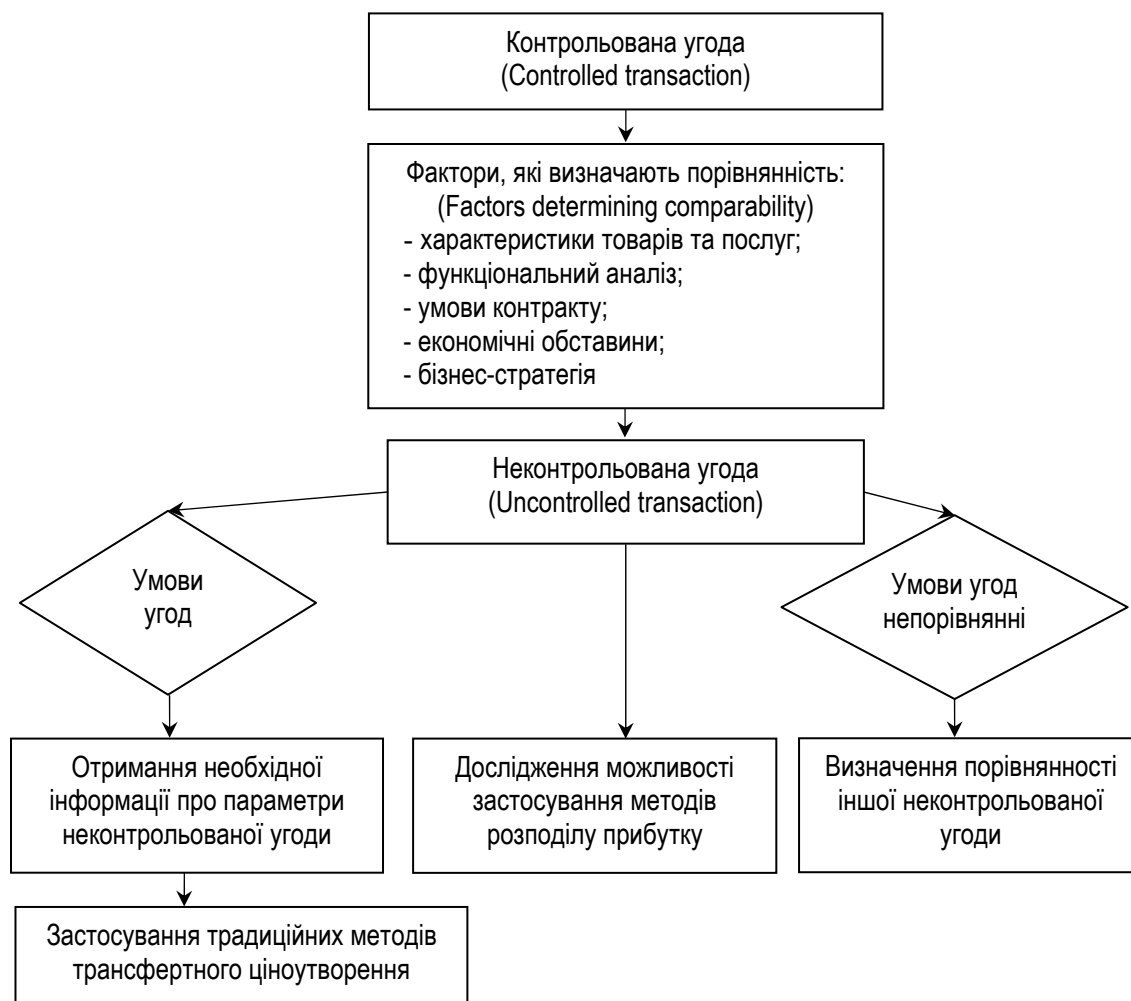 Контрольована угода
(Controlled transaction)
Фактори, які визначають порівнянність:
(Factors determining comparability)
- характеристики товарів та послуг;
- функціональний аналіз;
- умови контракту;
- економічні обставини;
- бізнес-стратегія
Неконтрольована угода
(Uncontrolled transaction)
Умови
угод
Умови угод
непорівнянні
Отримання необхідної
інформації про параметри
неконтрольованої угоди
Дослідження можливості
застосування методів
розподілу прибутку
Визначення порівнянності
іншої неконтрольованої
угоди
Застосування традиційних методів
трансфертного ціноутворення